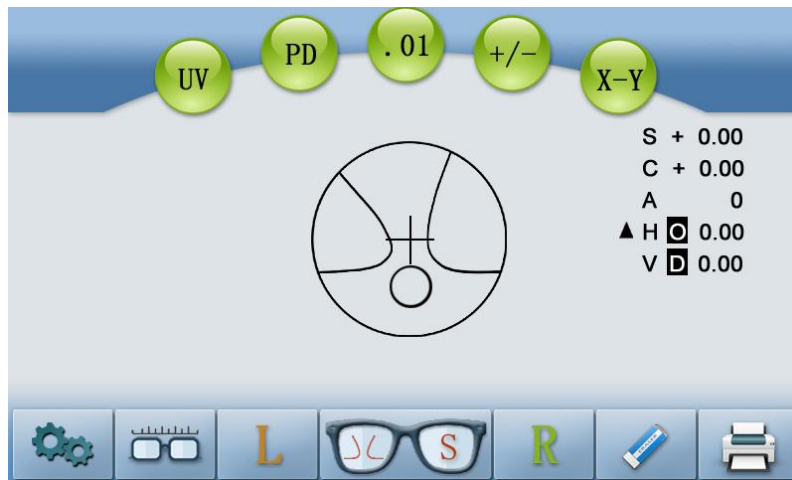 UV
PD
.01
+/-
X-Y
S + 0.00
C + 0.00
A 0
▲ H O 0.00
V D 0.00
L
S
R